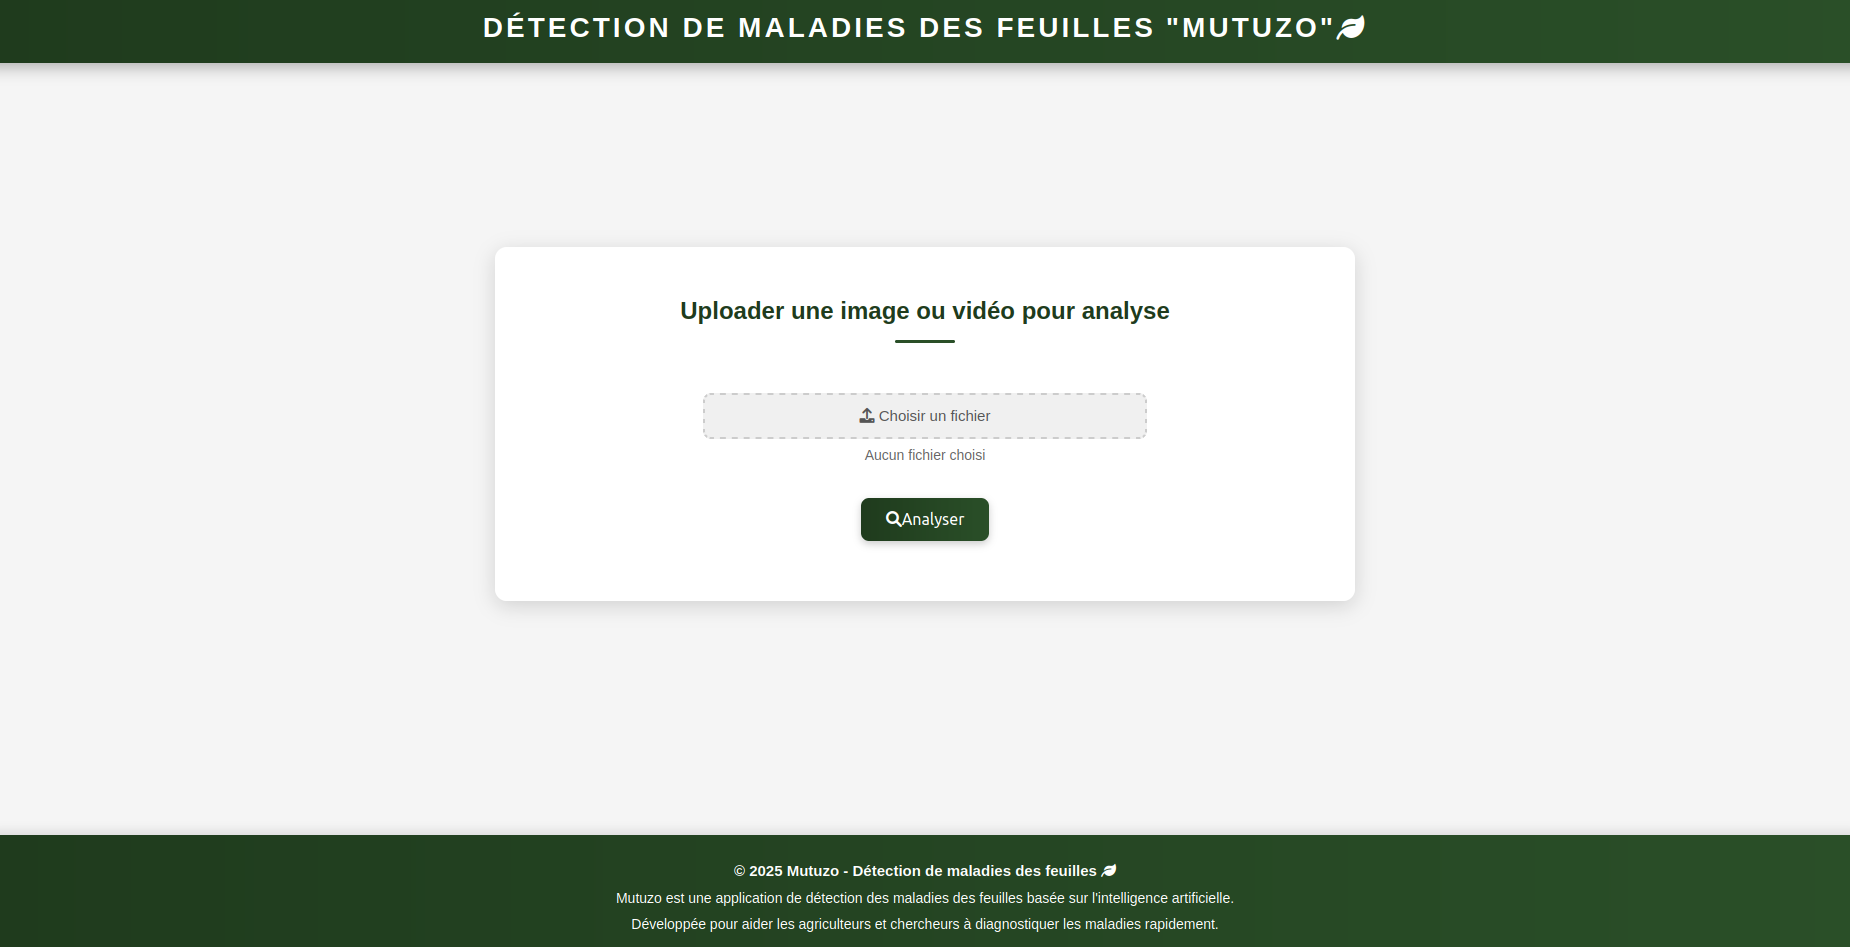 DÉTECTION DE MALADIES DES FEUILLES "MUTUZO"
Uploader une image ou vidéo pour analyse
Choisir un fichier
Aucun fichier choisi
Analyser
© 2025 Mutuzo - Détection de maladies des feuilles
Mutuzo est une application de détection des maladies des feuilles basée sur l'intelligence artificielle.
Développée pour aider les agriculteurs et chercheurs à diagnostiquer les maladies rapidement.